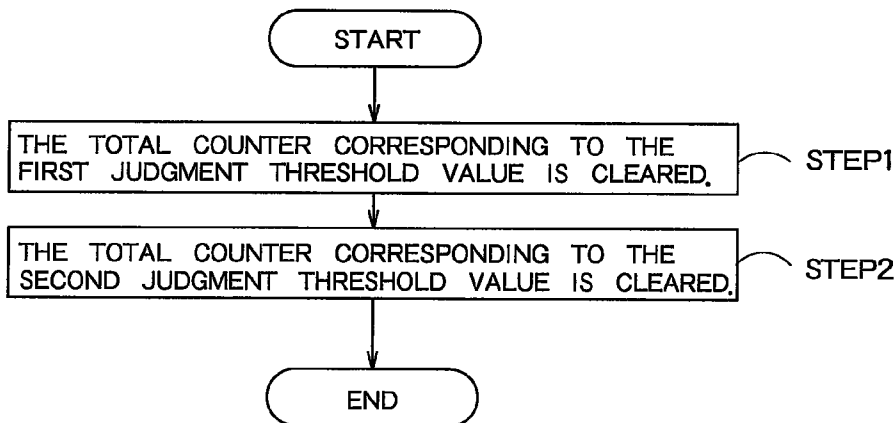 START
THE TOTAL COUNTER CORRESPONDING TO THE
FIRST JUDGMENT THRESHOLD VALUE IS CLEARED.
STEP1
THE TOTAL COUNTER CORRESPONDING TO THE
SECOND JUDGMENT THRESHOLD VALUE IS CLEARED.
STEP2
END